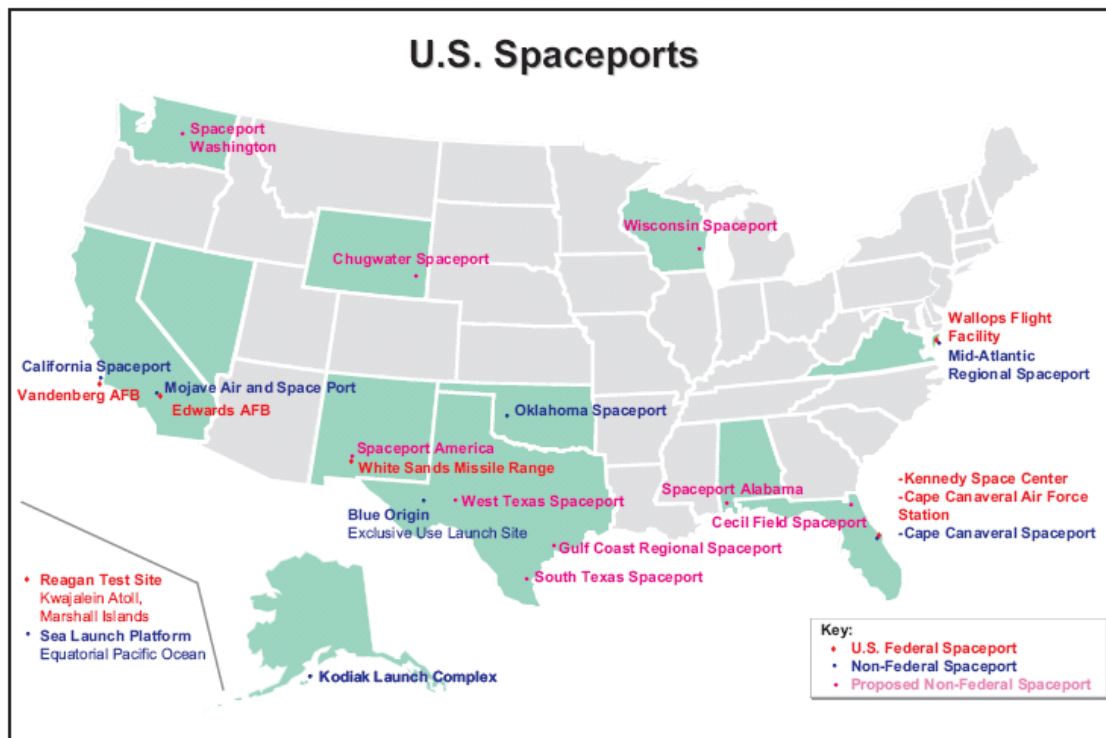 U.S. Spaceports
Spaceport
Washington
Wisconsin Spaceport
Chugwater Spaceport
Wallops Flight
Facility
Mid-Atlantic
Regional Spaceport
California Spaceport
Vandenberg AFB
Mojave Air and Space Port
Edwards AFB
Oklahoma Spaceport
Spaceport America
White Sands Missile Range
West Texas Spaceport
Blue Origin
Exclusive Use Launch Site
Spaceport Alabama
Cecil Field Spaceport
-Kennedy Space Center
-Cape Canaveral Air Force
Station
-Cape Canaveral Spaceport
Gulf Coast Regional Spaceport
South Texas Spaceport
Reagan Test Site
Kwajalein Atoll,
Marshall Islands
Sea Launch Platform
Equatorial Pacific Ocean
Kodiak Launch Complex
Key:
U.S. Federal Spaceport
Non-Federal Spaceport
Proposed Non-Federal Spaceport